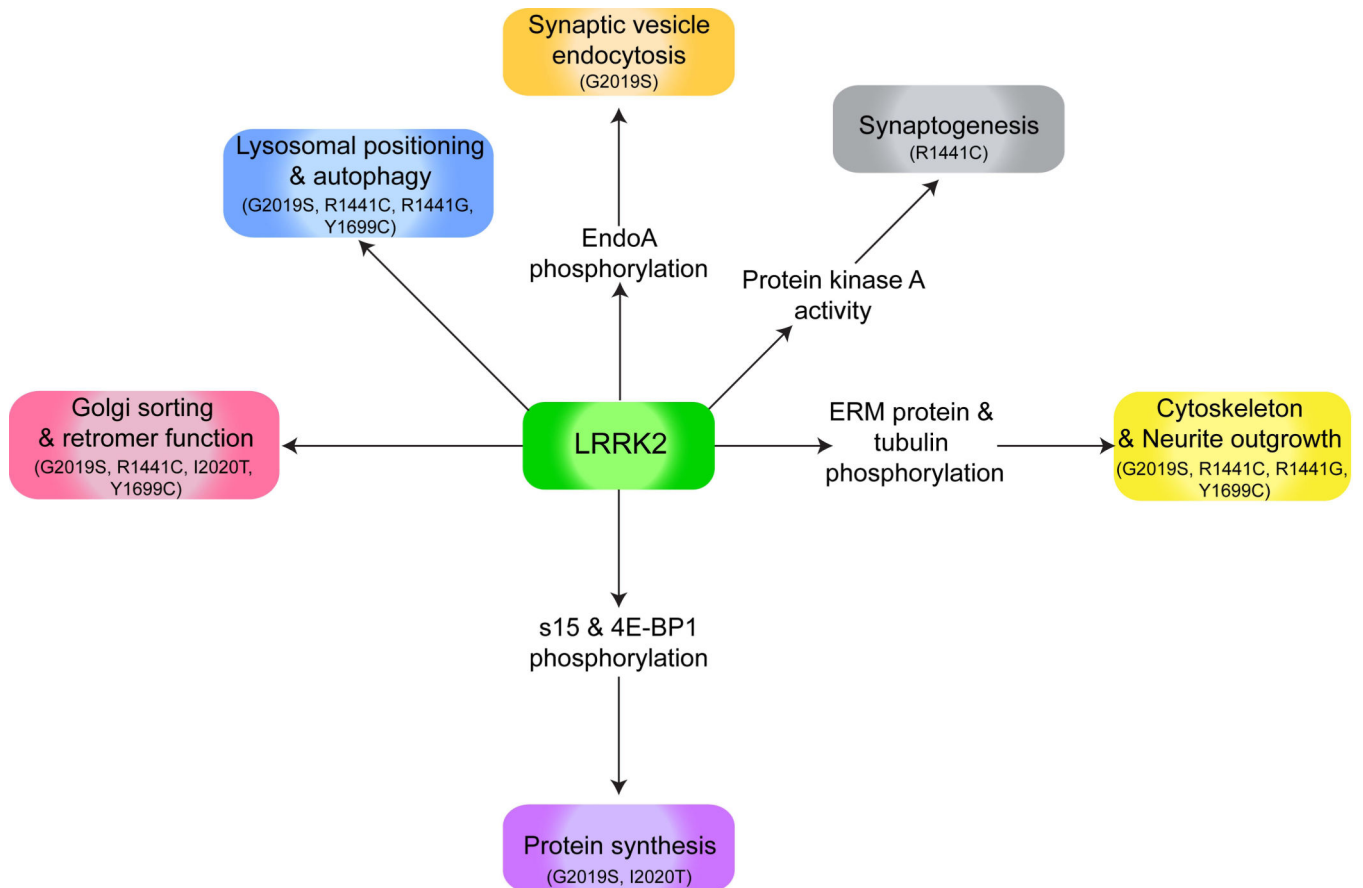 Synaptic vesicle
endocytosis
(G2019S)
Synaptogenesis
(R1441C)
Lysosomal positioning
& autophagy
(G2019S, R1441C, R1441G,
Y1699C)
EndoA
phosphorylation
Protein kinase A
activity
Golgi sorting
& retromer function
(G2019S, R1441C, I2020T,
Y1699C)
LRRK2
ERM protein &
tubulin
phosphorylation
Cytoskeleton
& Neurite outgrowth
(G2019S, R1441C, R1441G,
Y1699C)
s15 & 4E-BP1
phosphorylation
Protein synthesis
(G2019S, I2020T)